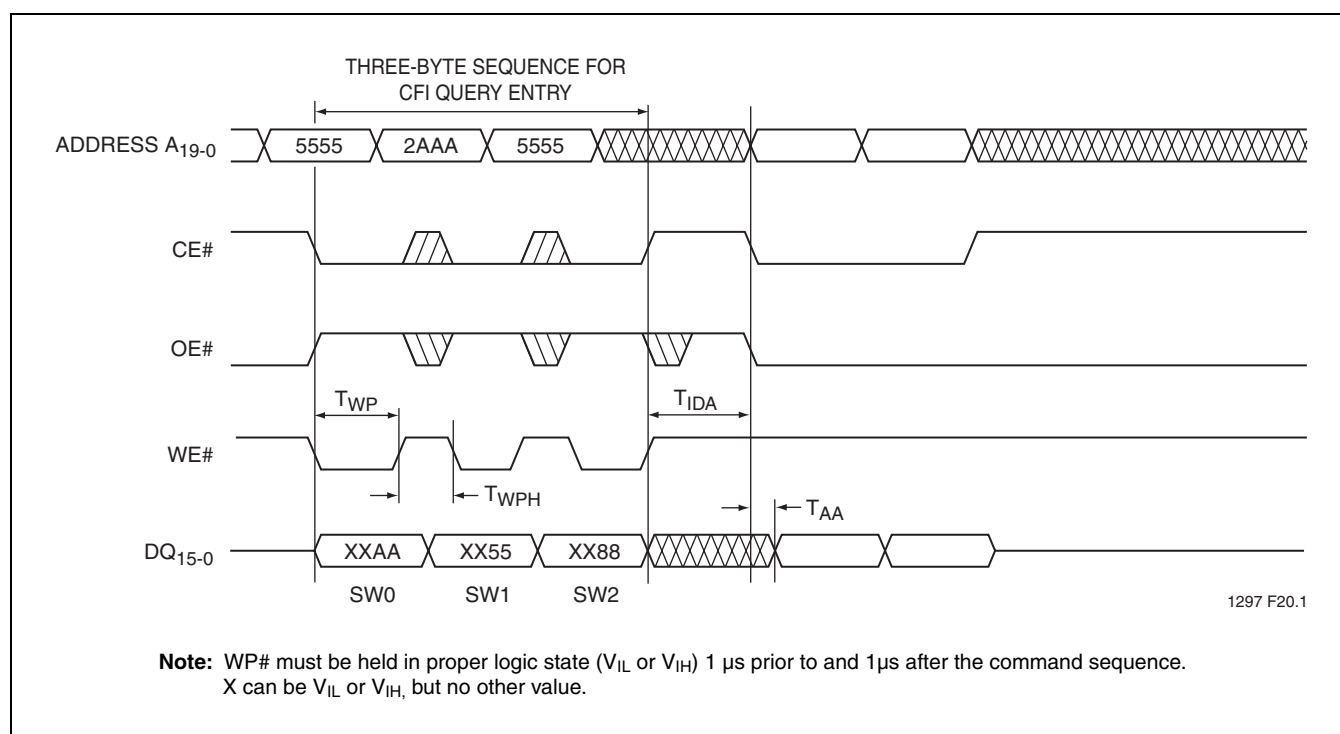 THREE-BYTE SEQUENCE FOR
CFI QUERY ENTRY
ADDRESS A19-0
5555 2AAA 5555
CE#
OE#
TWP TIDA
WE#
TWPH
TAA
DQ15-0
XXAA XX55 XX88
SW0 SW1 SW2
1297 F20.1
Note: WP# must be held in proper logic state (VIL or VIH) 1 µs prior to and 1µs after the command sequence.
X can be VIL or VIH, but no other value.